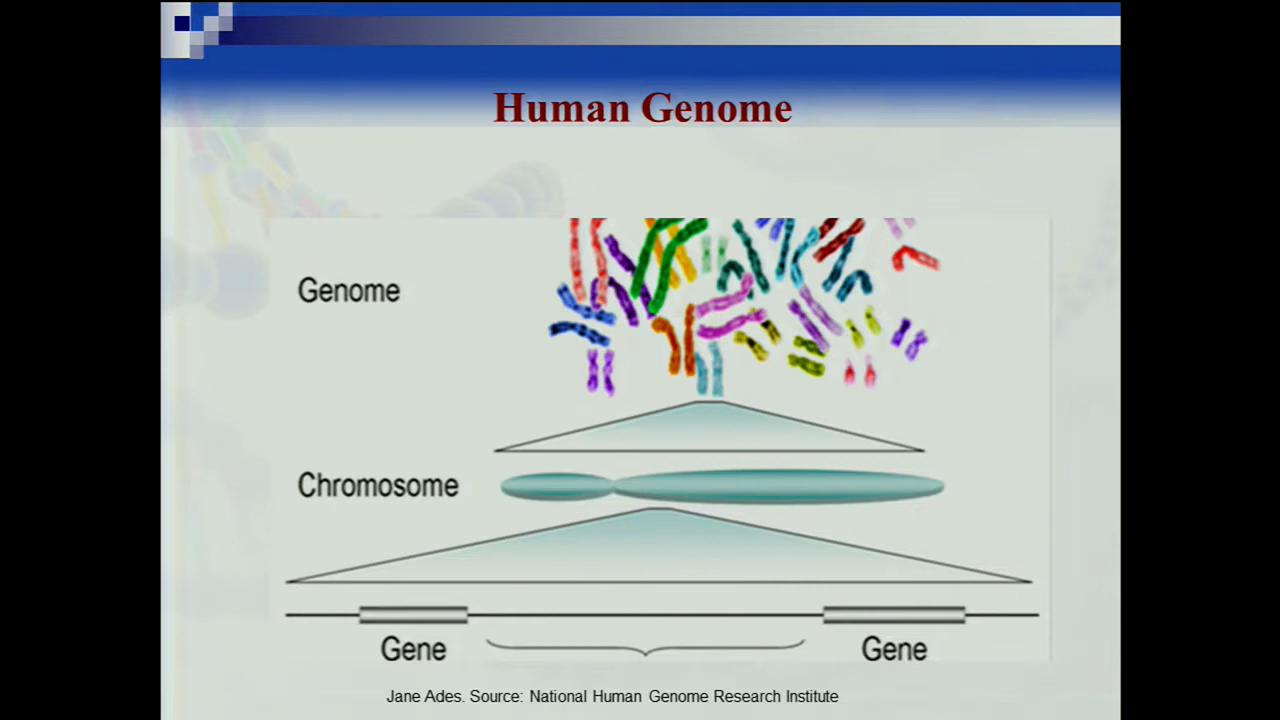 Human Genome
Genome
Chromosome
Gene
Gene
Jane Ades. Source: National Human Genome Research Institute